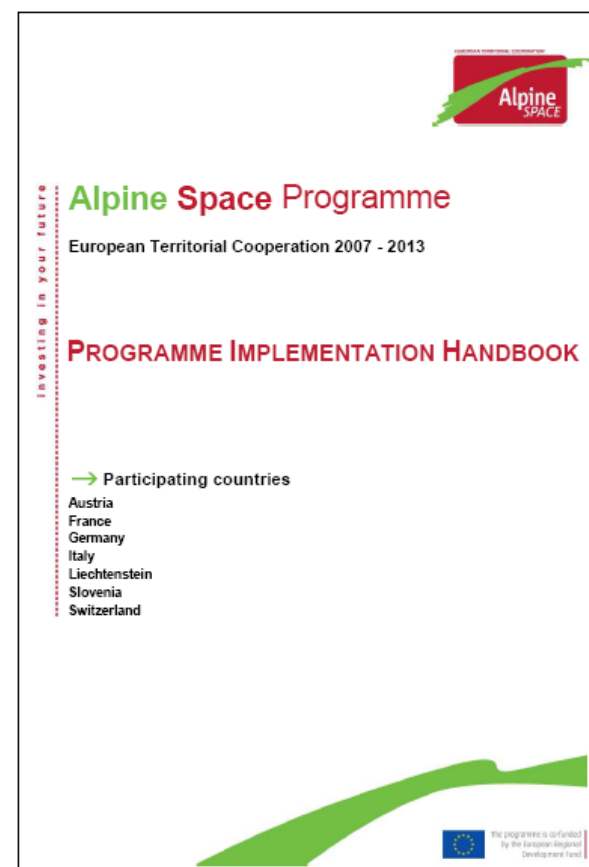 EUROPEAN TERRITORIAL COOPERATION
Alpine
SPACE
investing in your future
Alpine Space Programme
European Territorial Cooperation 2007 - 2013
PROGRAMME IMPLEMENTATION HANDBOOK
Participating countries
Austria
France
Germany
Italy
Liechtenstein
Slovenia
Switzerland
The programme is co-funded
by the European Regional
Development Fund